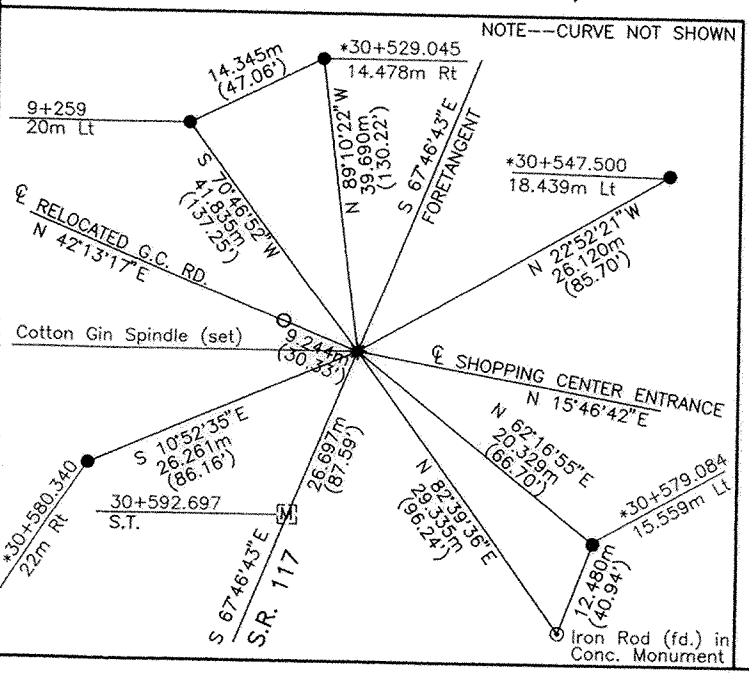 NOTE--CURVE NOT SHOWN
*30+529.045
14.478m Rt
14.345m
(47.06')
9+259
20m Lt
S 70°46'52"W
41.835m
(137.25')
N 89°10'22"W
39.690m
(130.22')
S 67°46'43"E
FORETANGENT
*30+547.500
18.439m Lt
N 22°52'21"W
26.120m
(85.70')
℄ RELOCATED G.C. RD.
N 42°13'17"E
Cotton Gin Spindle (set)
9.244m
(30.33')
℄ SHOPPING CENTER ENTRANCE
N 15°46'42"E
S 10°52'35"E
26.261m
(86.16')
26.697m
(87.59')
N 62°16'55"E
20.329m
(66.70')
N 82°39'36"E
29.335m
(96.24')
*30+580.340
22m Rt
30+592.697
S.T.
M
S 67°46'43"E
S.R. 117
*30+579.084
15.559m Lt
12.480m
(40.94')
Iron Rod (fd.) in
Conc. Monument